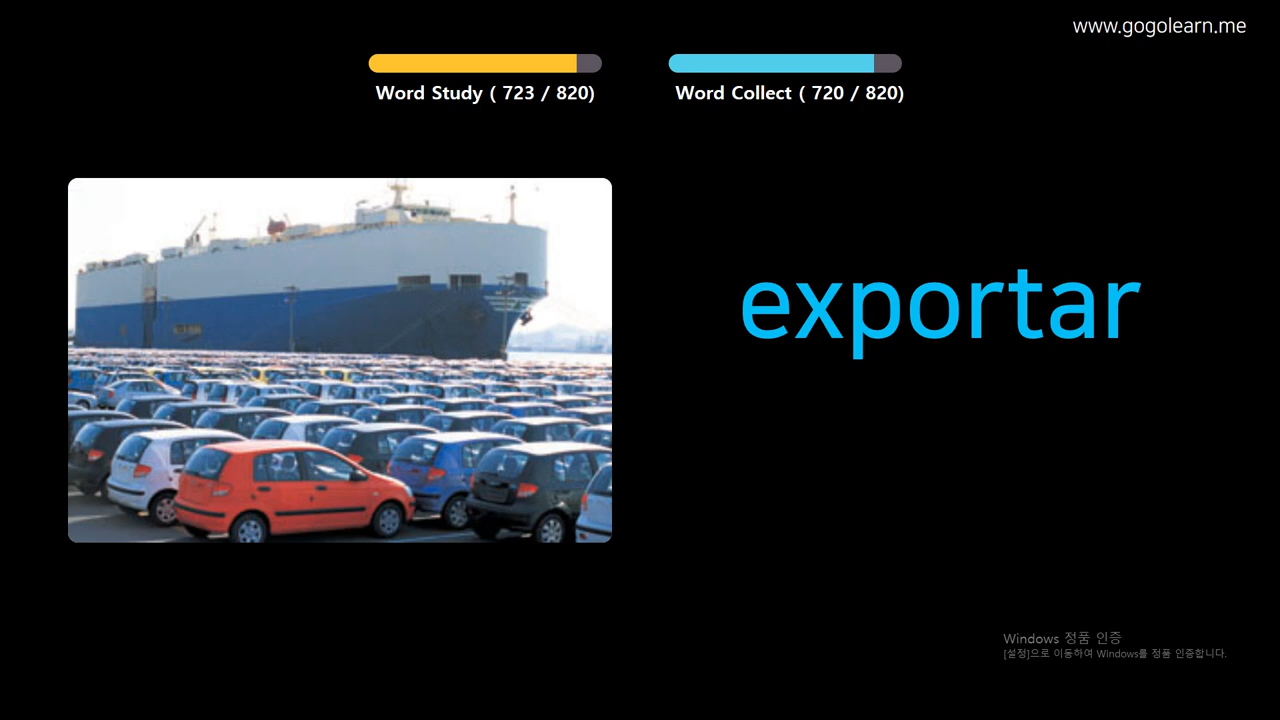 www.gogolearn.me
Word Study ( 723 / 820)
Word Collect ( 720 / 820)
exportar
Windows 정품 인증
[설정]으로 이동하여 Windows를 정품 인증합니다.